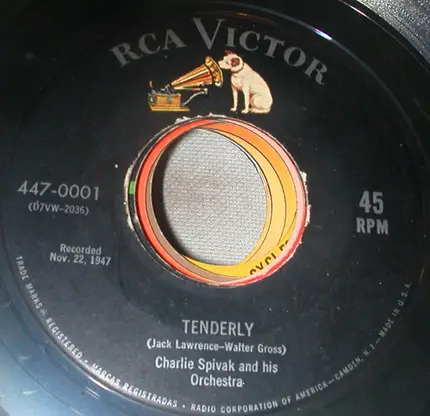 RCA VICTOR
447-0001
(D7VW-2036)
45
RPM
Recorded
Nov. 22, 1947
TENDERLY
(Jack Lawrence-Walter Gross)
Charlie Spivak and his
Orchestra
TRADE MARKS ® REGISTERED • MARCAS REGISTRADAS • RADIO CORPORATION OF AMERICA—CAMDEN, N. J.—MADE IN U.S.A.